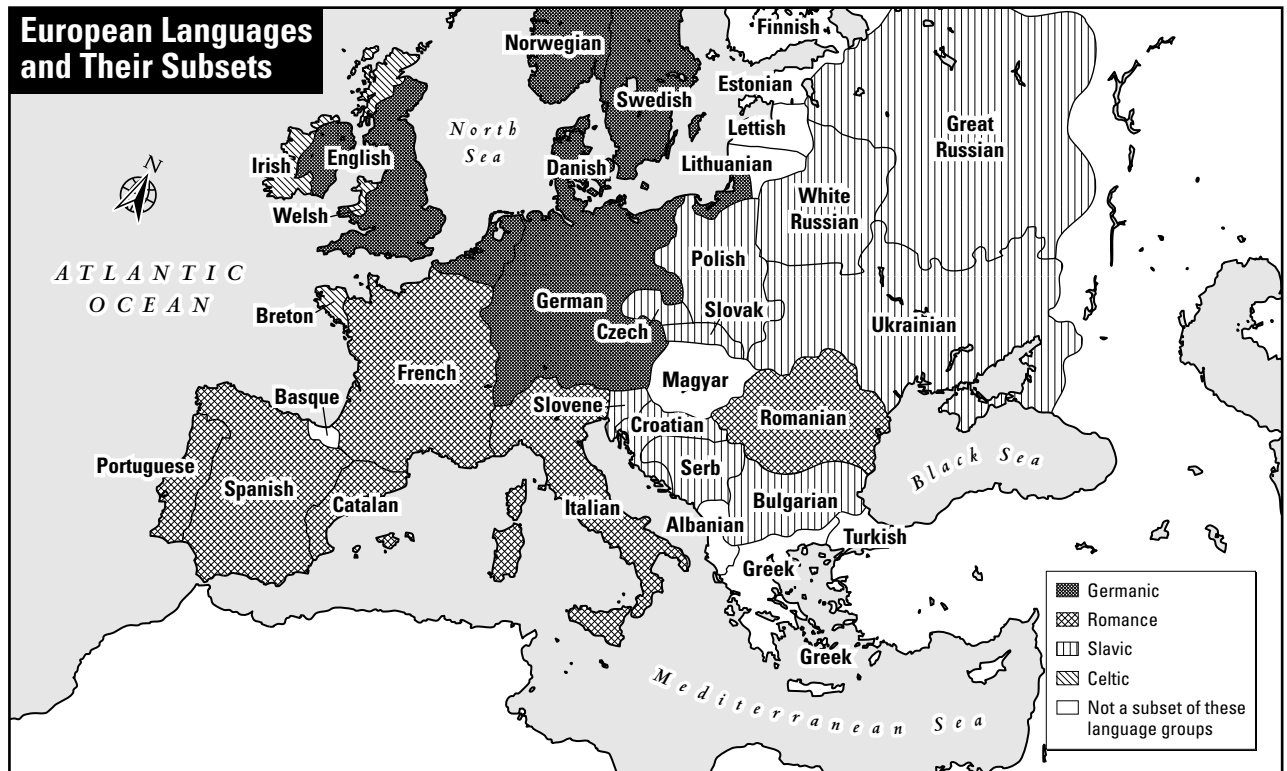 European Languages
and Their Subsets
Finnish
Norwegian
Estonian
Swedish
Great
Russian
Lettish
North
Sea
N
English
Irish
Danish
Lithuanian
White
Russian
Welsh
Polish
ATLANTIC
OCEAN
German
Slovak
Breton
Czech
Ukrainian
French
Magyar
Basque
Slovene
Romanian
Croatian
Portuguese
Serb
Black Sea
Spanish
Catalan
Italian
Bulgarian
Albanian
Turkish
Greek
Greek
Mediterranean Sea
Germanic
Romance
Slavic
Celtic
Not a subset of these
language groups